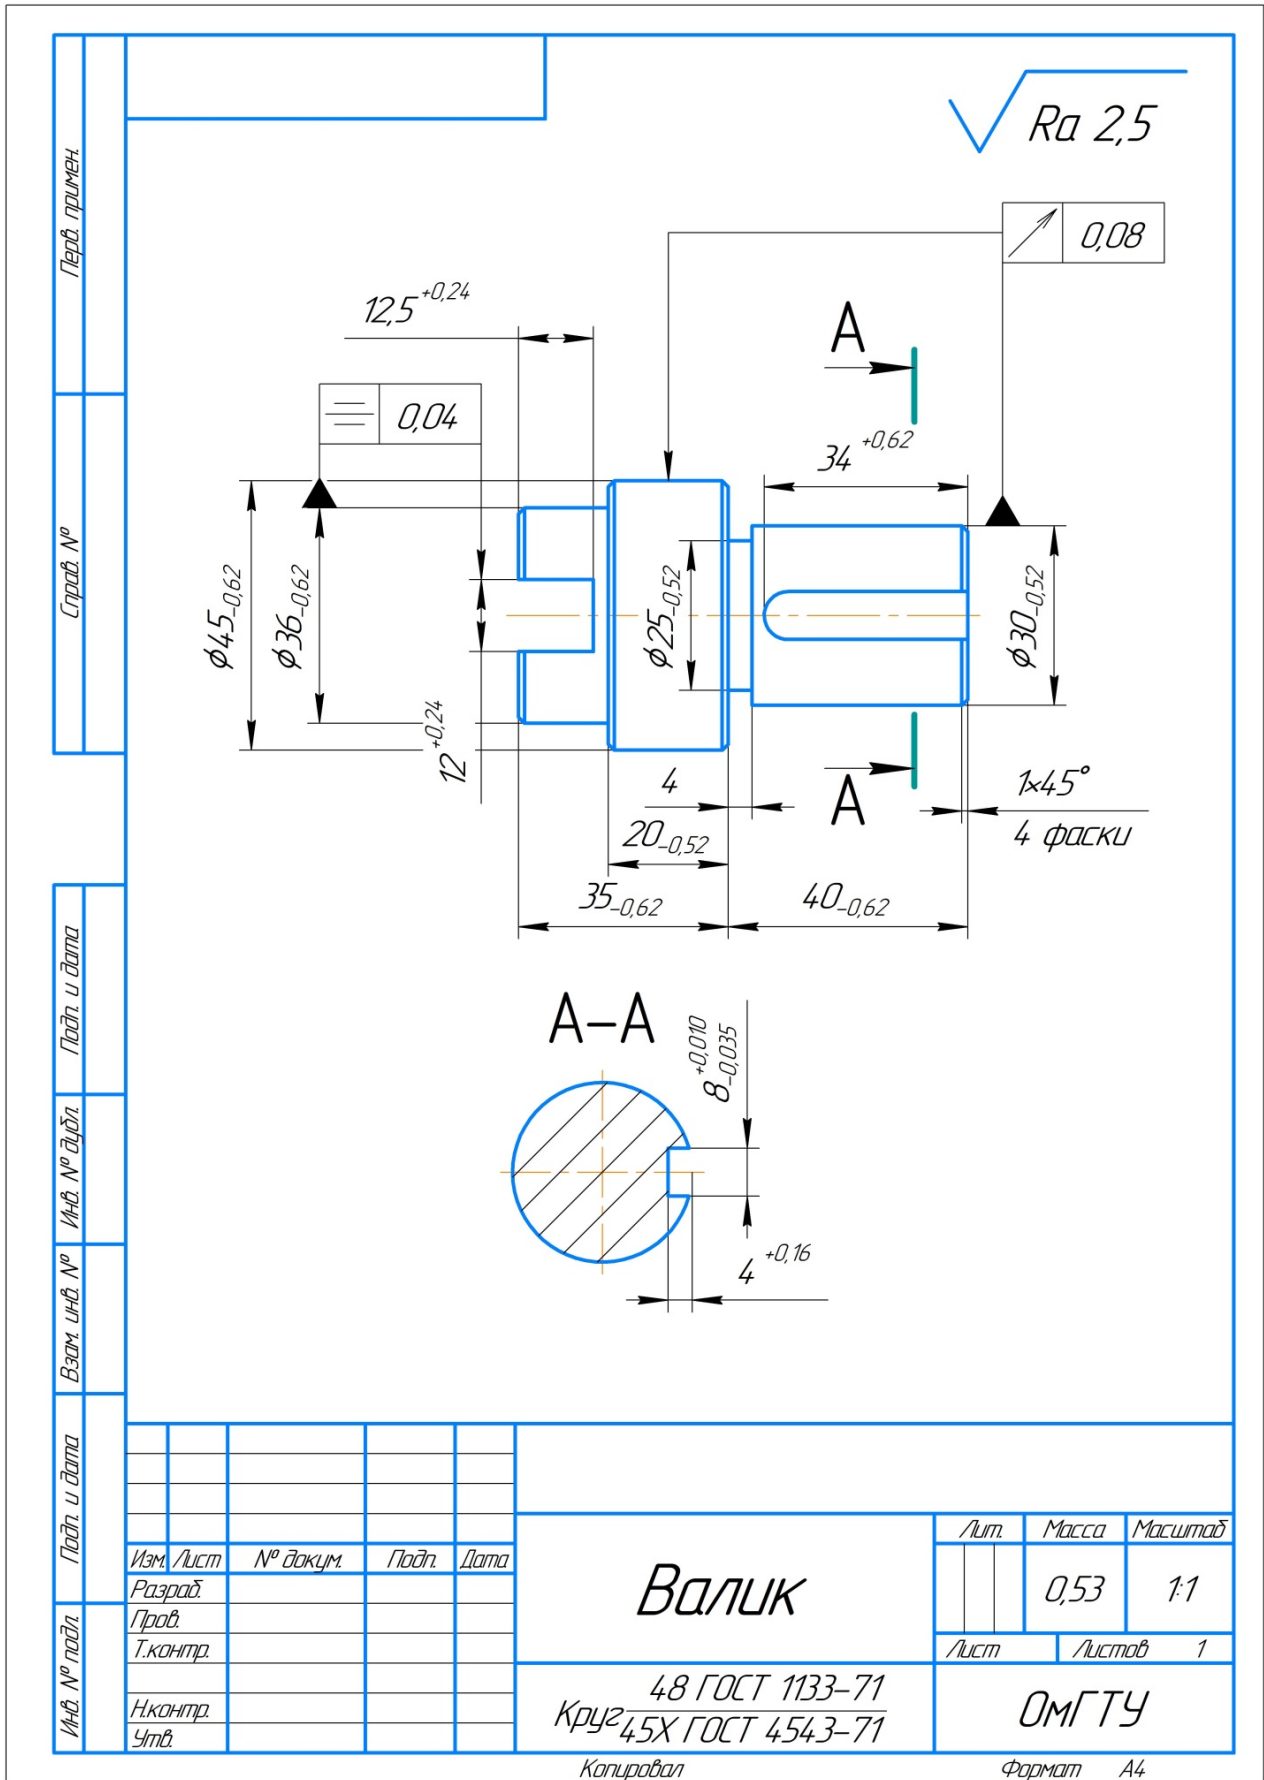 Перв. примен.
Справ. №
Подп. и дата
Инв. № дубл.
Взам. инв. №
Подп. и дата
Инв. № подл.
Ra 2,5
0,08
12,5 +0,24
А
0,04
34 +0,62
ϕ45-0,62
ϕ36-0,62
ϕ25-0,52
ϕ30-0,52
12+0,24
4
А
1×45°
4 фаски
20-0,52
35-0,62
40-0,62
А-А
8 +0,010 -0,035
4 +0,16
Изм. Лист № докум. Подп. Дата
Разраб.
Пров.
Т.контр.
Н.контр.
Утв.
Валик
Лит. Масса Масштаб
0,53 1:1
Лист Листов 1
48 ГОСТ 1133-71
Круг
45Х ГОСТ 4543-71
ОмГТУ
Копировал Формат А4